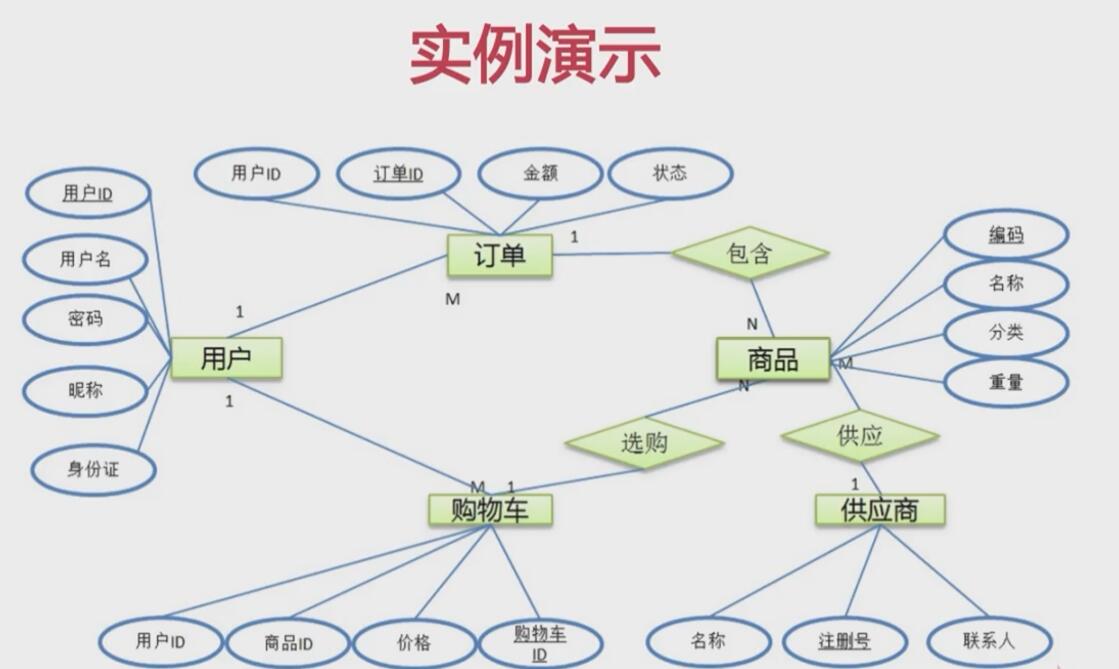 实例演示
用户ID
订单ID
金额
状态
用户ID
用户名
密码
昵称
身份证
订单
1
包含
编码
名称
分类
重量
M
1
用户
1
N
商品
M
N
选购
供应
M
1
1
购物车
供应商
用户ID
商品ID
价格
购物车
ID
名称
注删号
联系人